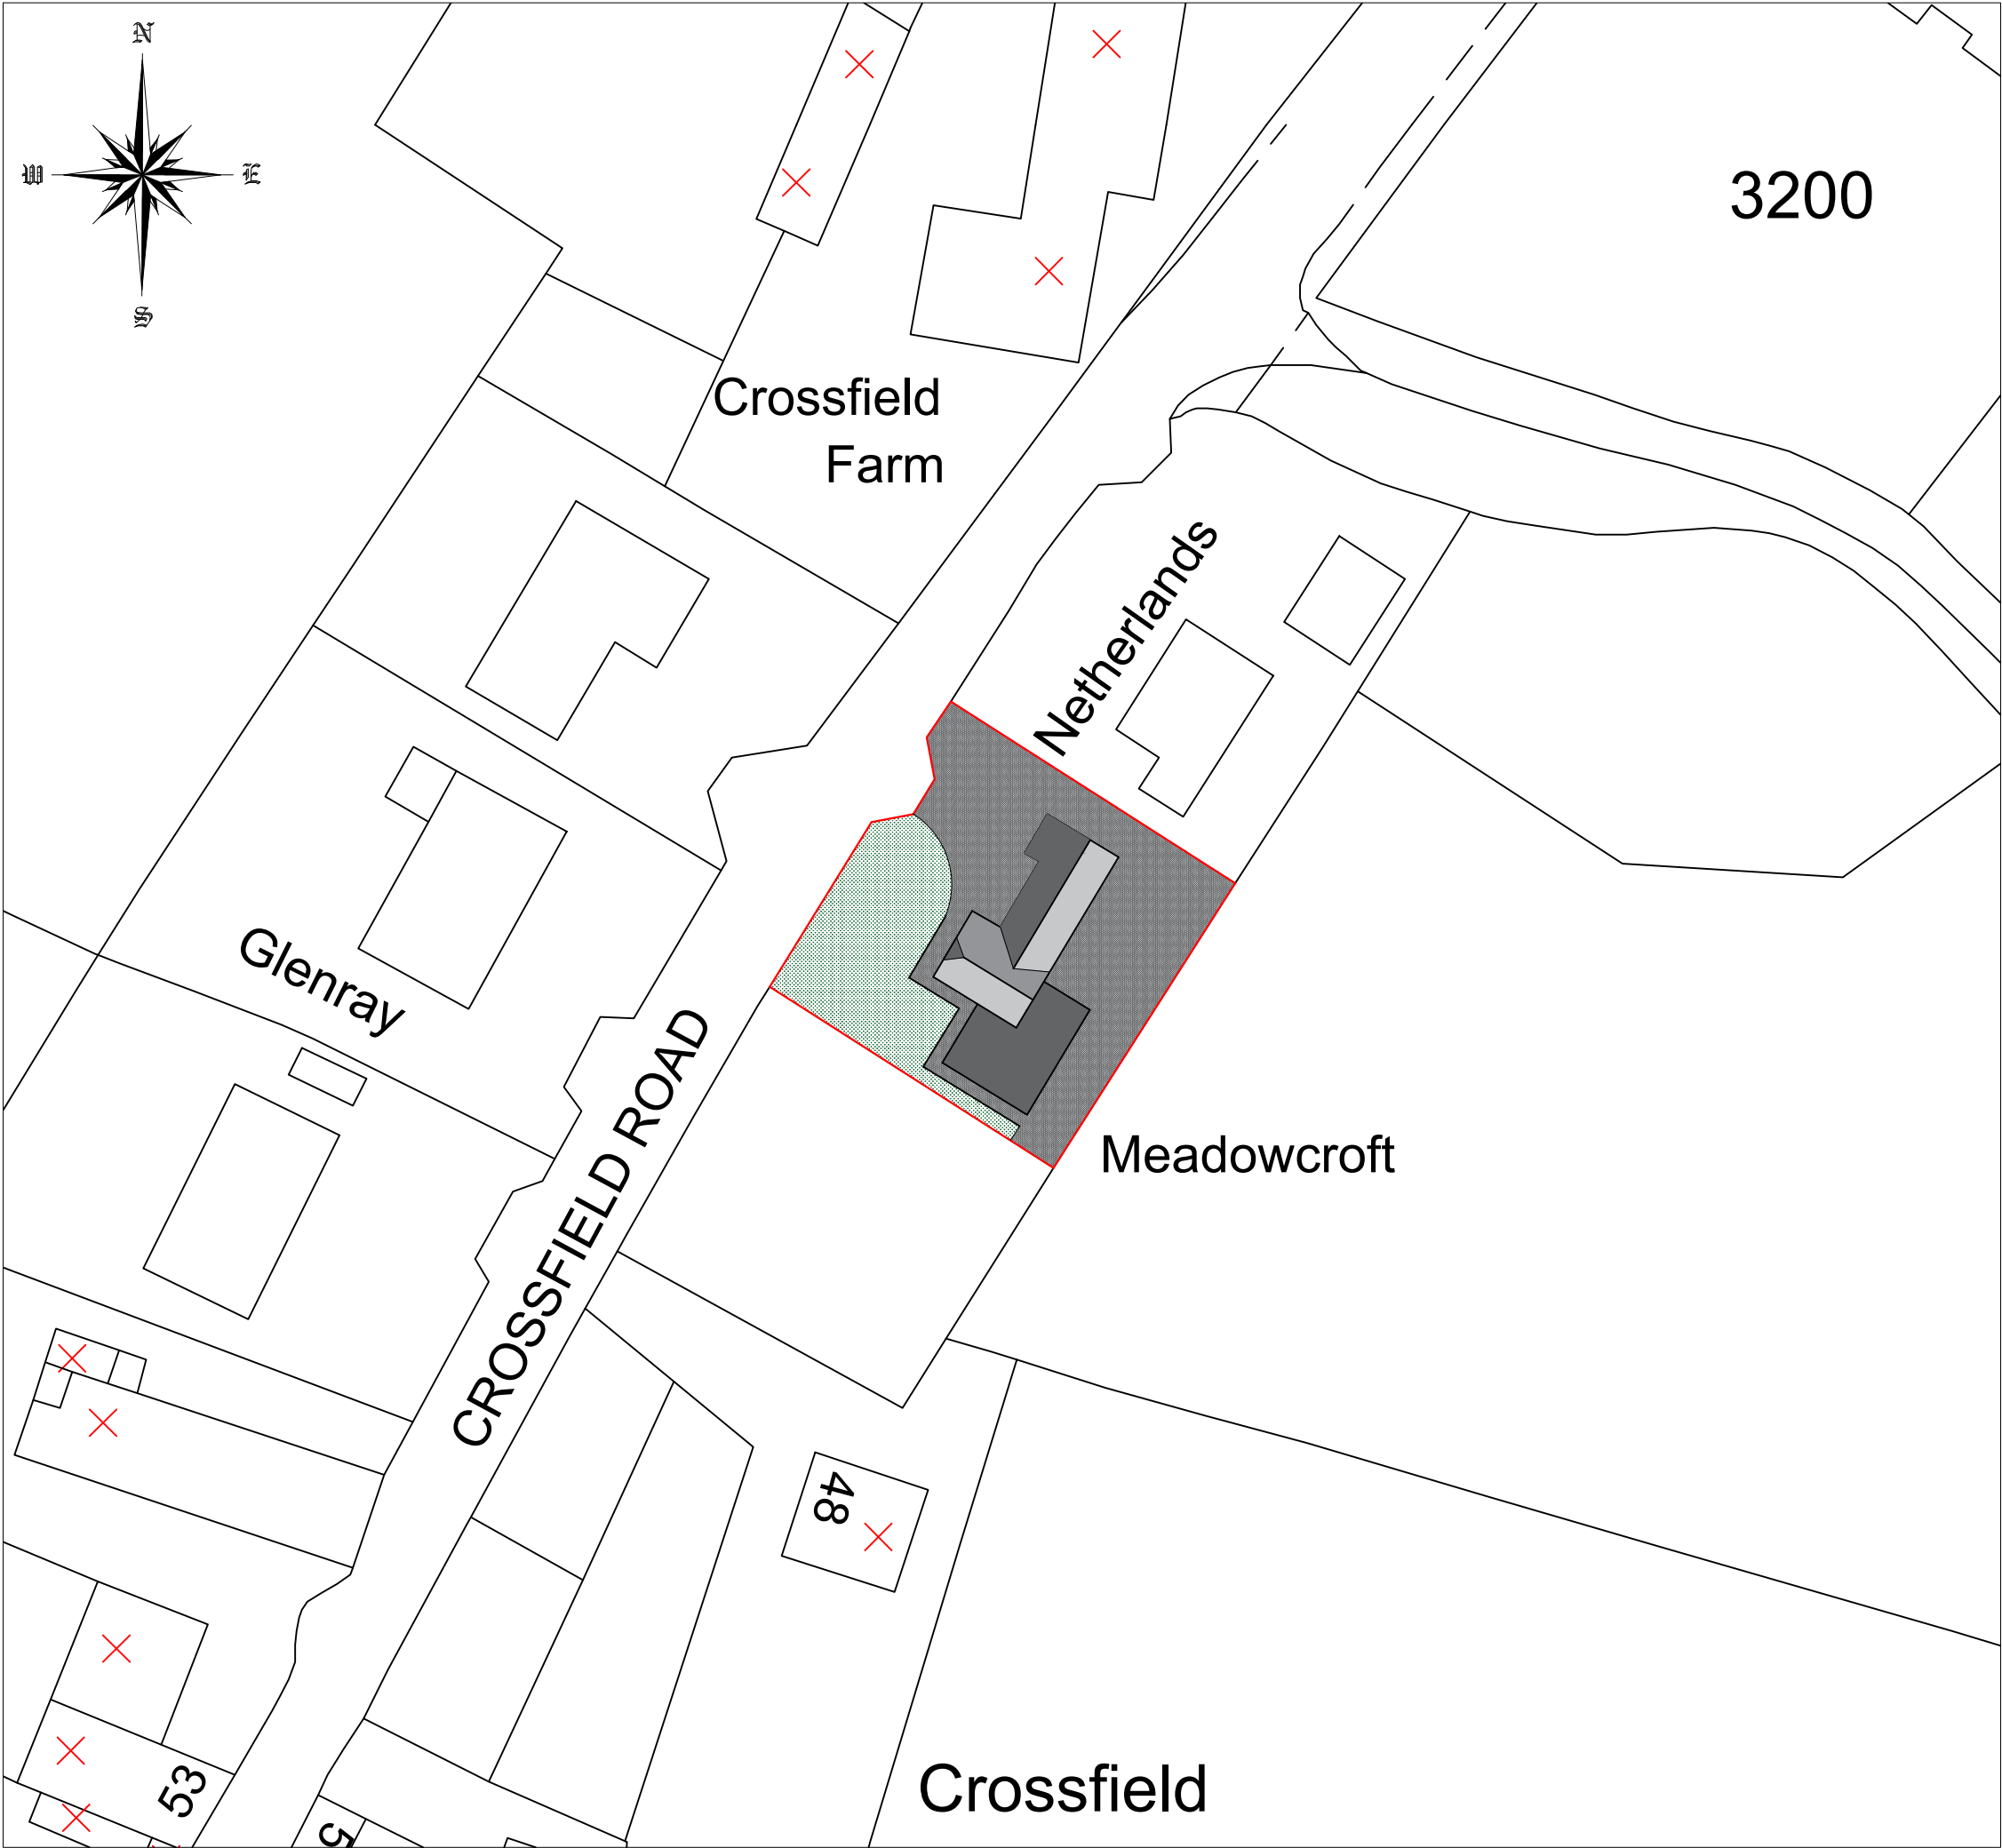 N
W
E
S
3200
Crossfield
Farm
Netherlands
Glenray
CROSSFIELD ROAD
Meadowcroft
48
53
Crossfield